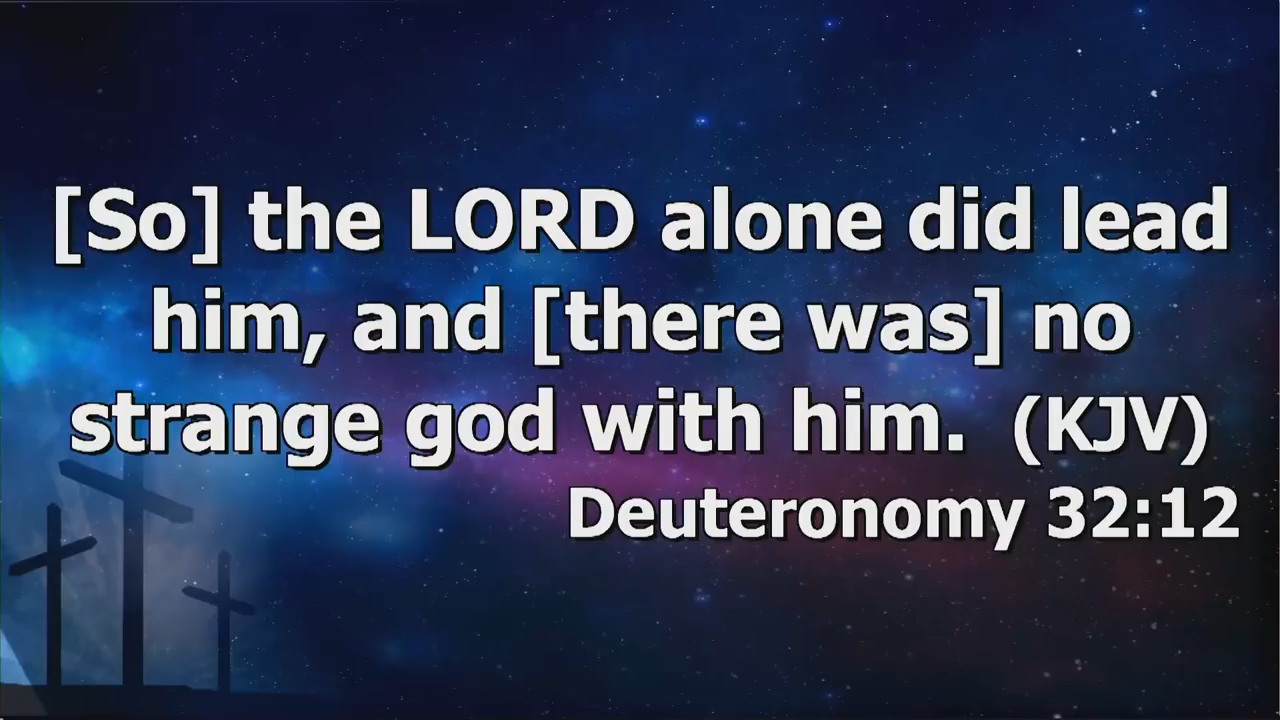 [So] the LORD alone did lead
him, and [there was] no
strange god with him. (KJV)
Deuteronomy 32:12